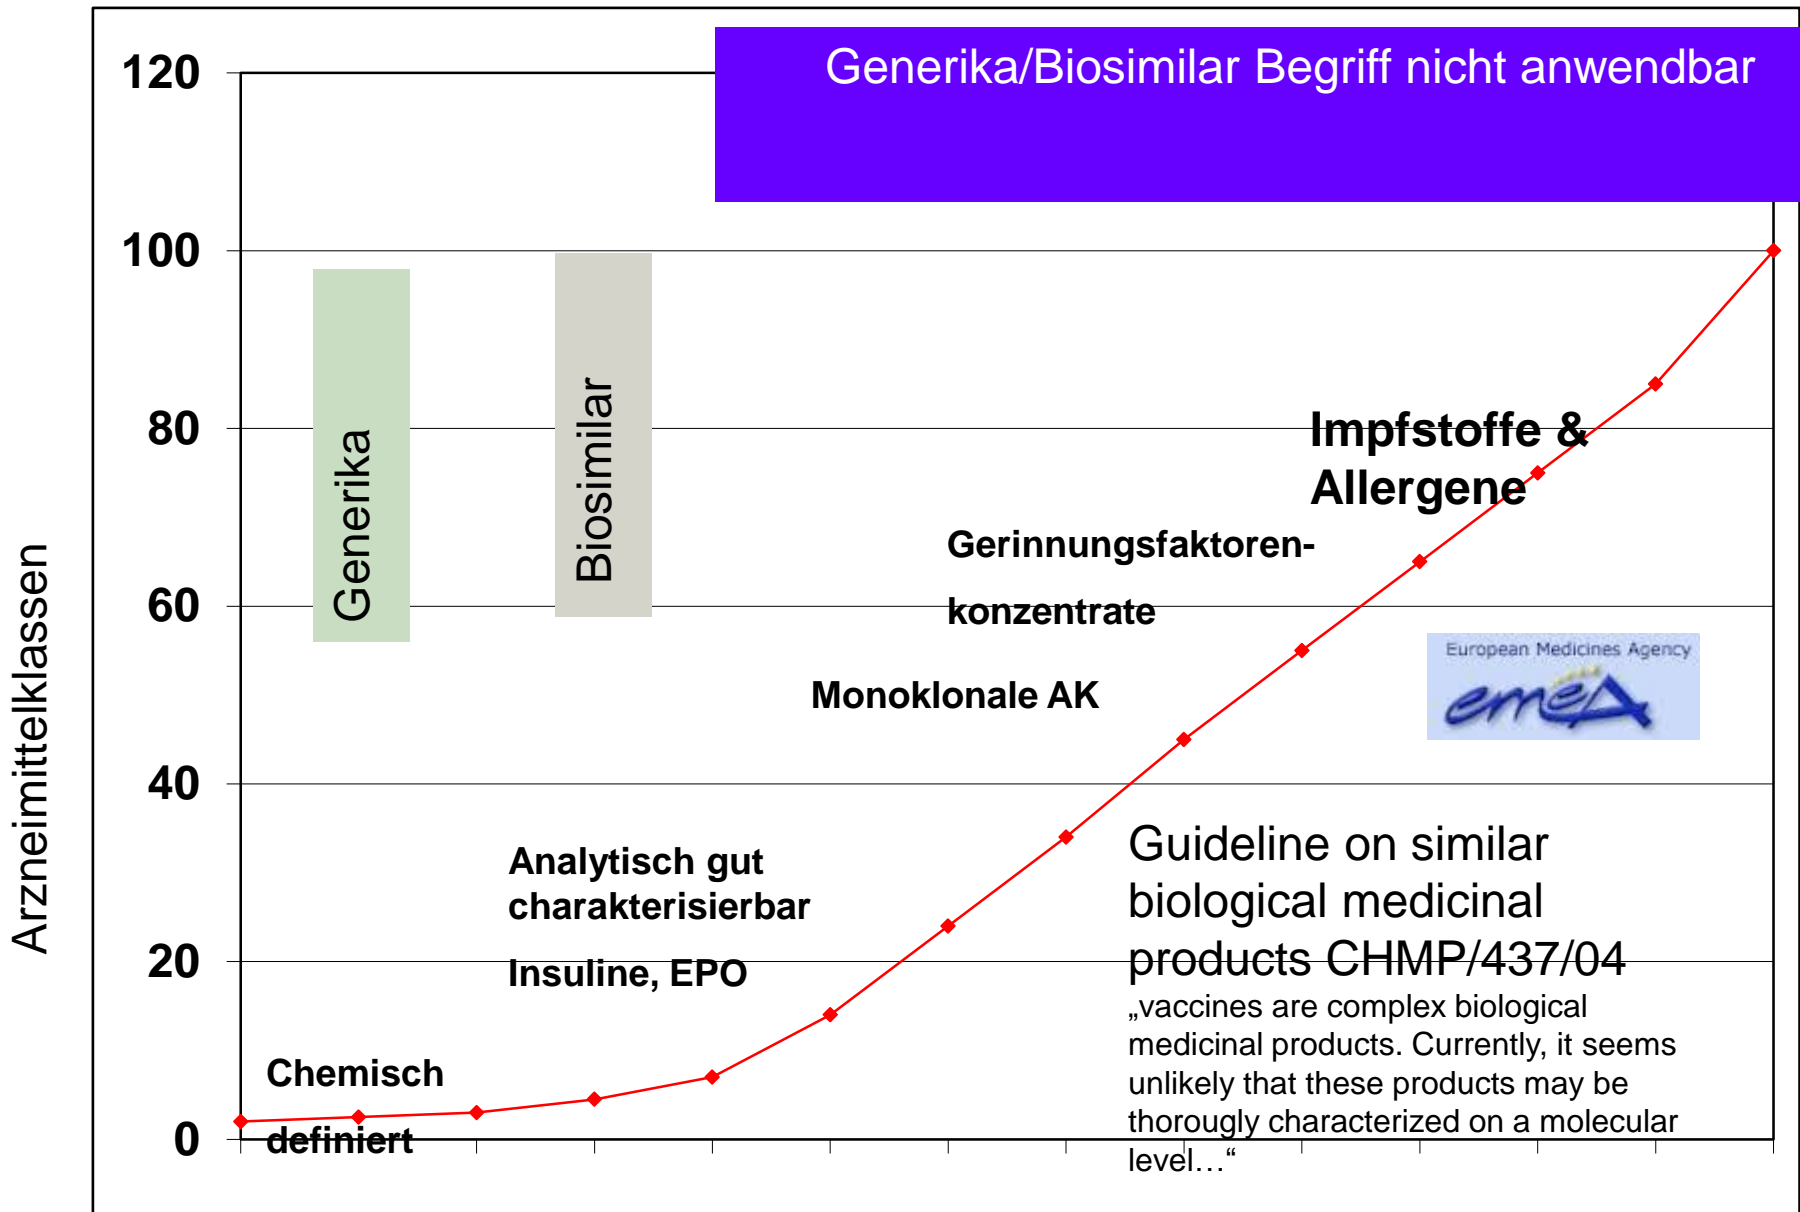 Generika/Biosimilar Begriff nicht anwendbar
120
100
80
60
40
20
0
Arzneimittelklassen
Generika
Biosimilar
Impfstoffe &
Allergene
Gerinnungsfaktoren-
konzentrate
Monoklonale AK
European Medicines Agency
emeA
Analytisch gut
charakterisierbar
Insuline, EPO
Chemisch
definiert
Guideline on similar
biological medicinal
products CHMP/437/04
„vaccines are complex biological
medicinal products. Currently, it seems
unlikely that these products may be
thorougly characterized on a molecular
level…“